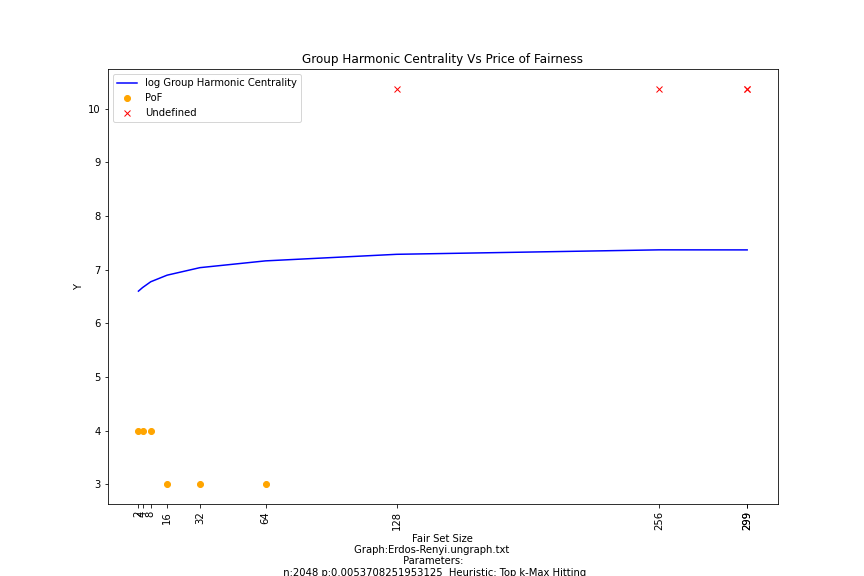 Group Harmonic Centrality Vs Price of Fairness
log Group Harmonic Centrality
PoF
Undefined
10
9
8
7
6
5
4
3
Y
2
4
8
16
32
64
128
256
299
299
Fair Set Size
Graph:Erdos-Renyi.ungraph.txt
Parameters:
n:2048 p:0.0053708251953125 Heuristic: Top k-Max Hitting